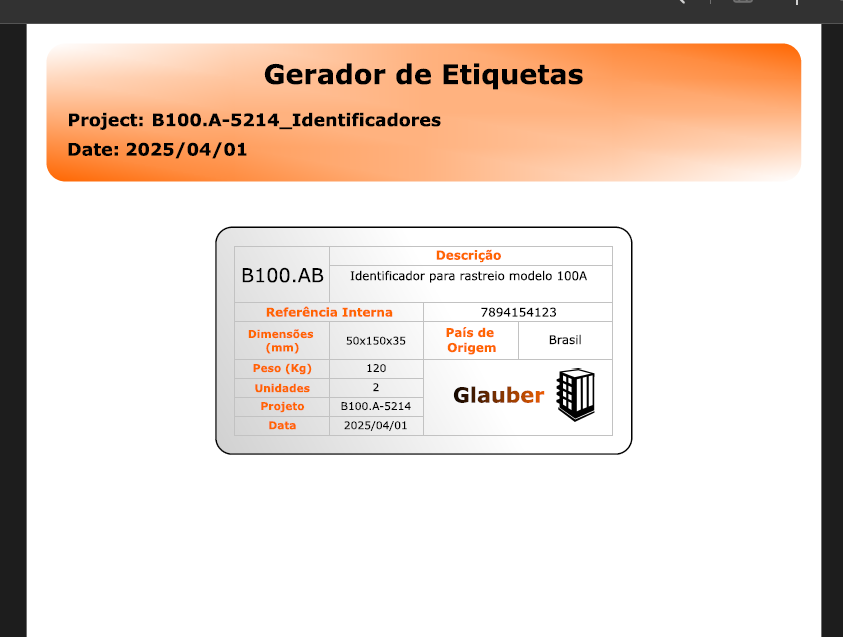 Gerador de Etiquetas
Project: B100.A-5214_Identificadores
Date: 2025/04/01
B100.AB
Descrição
Identificador para rastreio modelo 100A
Referência Interna
7894154123
Dimensões
(mm)
50x150x35
País de
Origem
Brasil
Peso (Kg)
120
Unidades
2
Projeto
B100.A-5214
Data
2025/04/01
Glauber